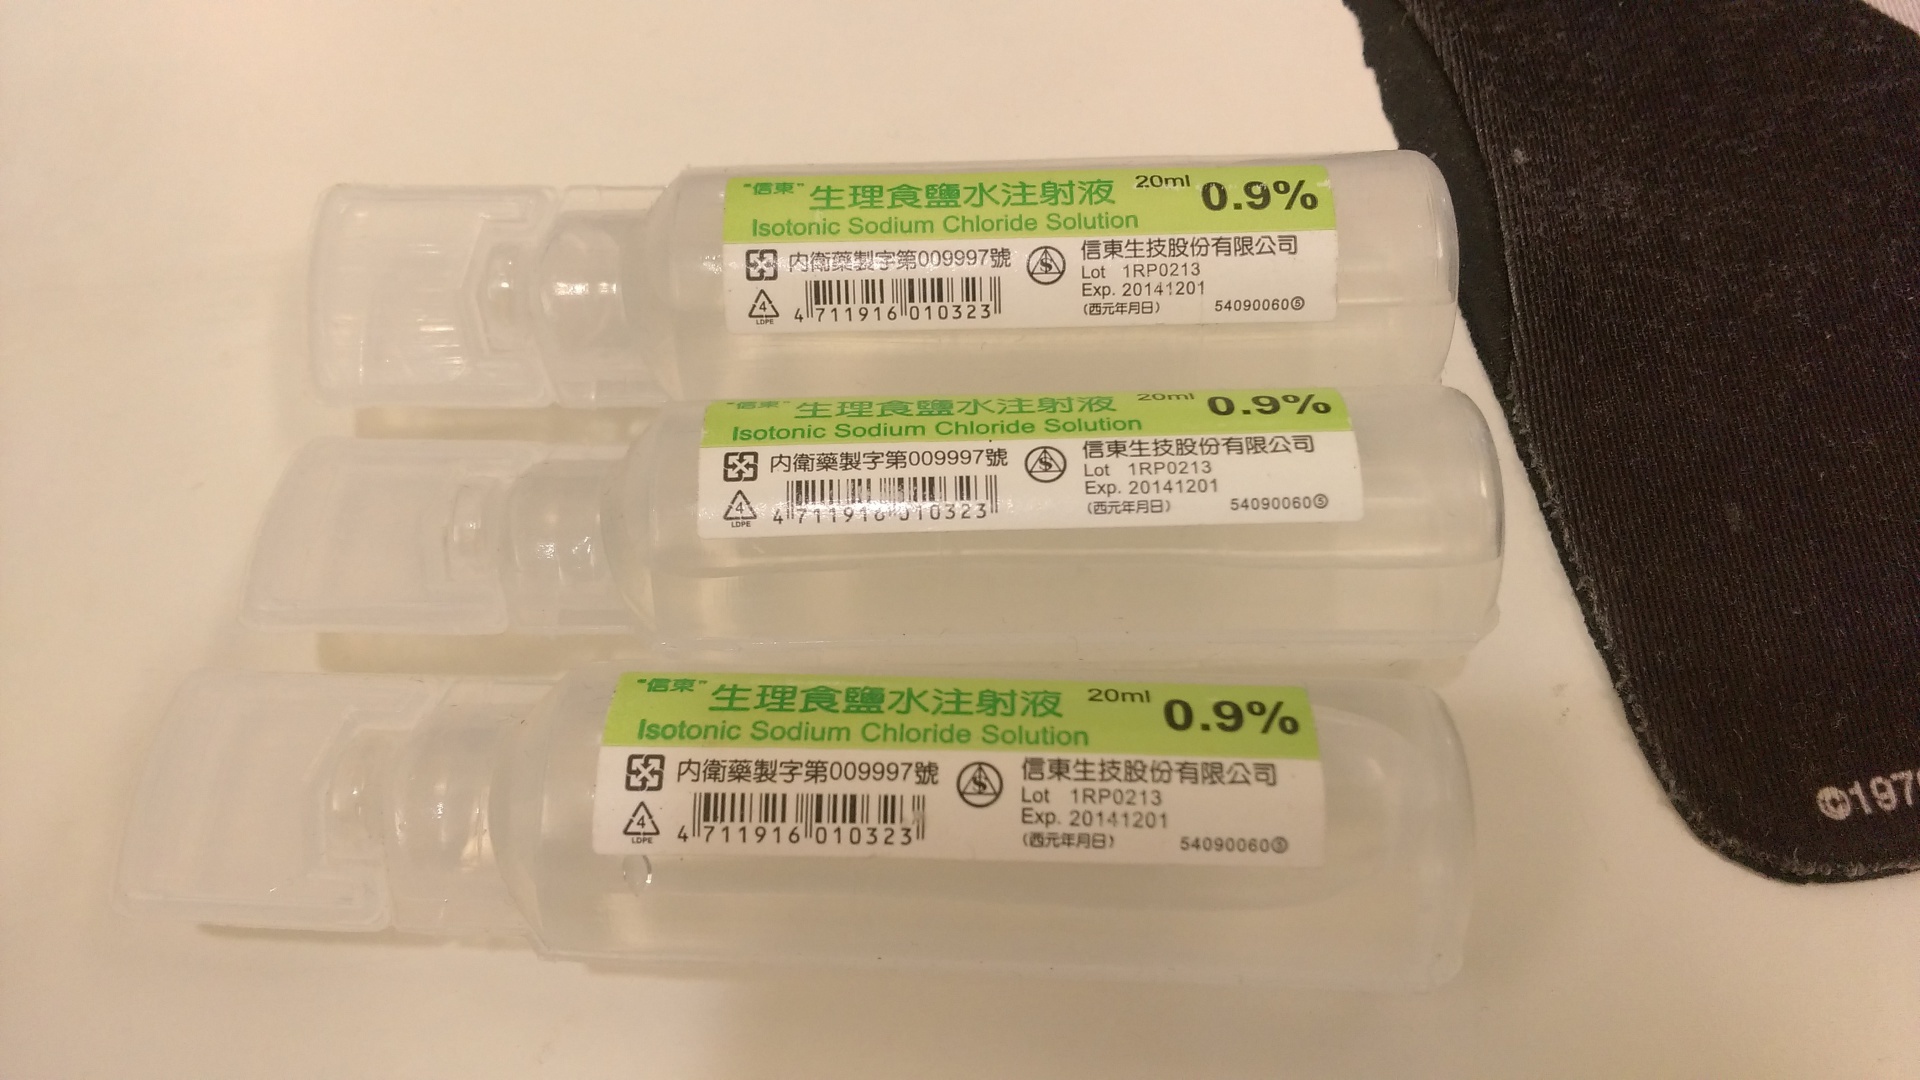 "信東" 生理食鹽水注射液 20ml 0.9%
Isotonic Sodium Chloride Solution
內衛藥製字第009997號
信東生技股份有限公司
Lot 1RP0213
Exp. 20141201
(西元年月日) 54090060⑤
4 LDPE
4 711916 010323
"信東" 生理食鹽水注射液 20ml 0.9%
Isotonic Sodium Chloride Solution
內衛藥製字第009997號
信東生技股份有限公司
Lot 1RP0213
Exp. 20141201
(西元年月日) 54090060⑤
4 LDPE
4 711916 010323
"信東" 生理食鹽水注射液 20ml 0.9%
Isotonic Sodium Chloride Solution
內衛藥製字第009997號
信東生技股份有限公司
Lot 1RP0213
Exp. 20141201
(西元年月日) 54090060⑤
4 LDPE
4 711916 010323
©197